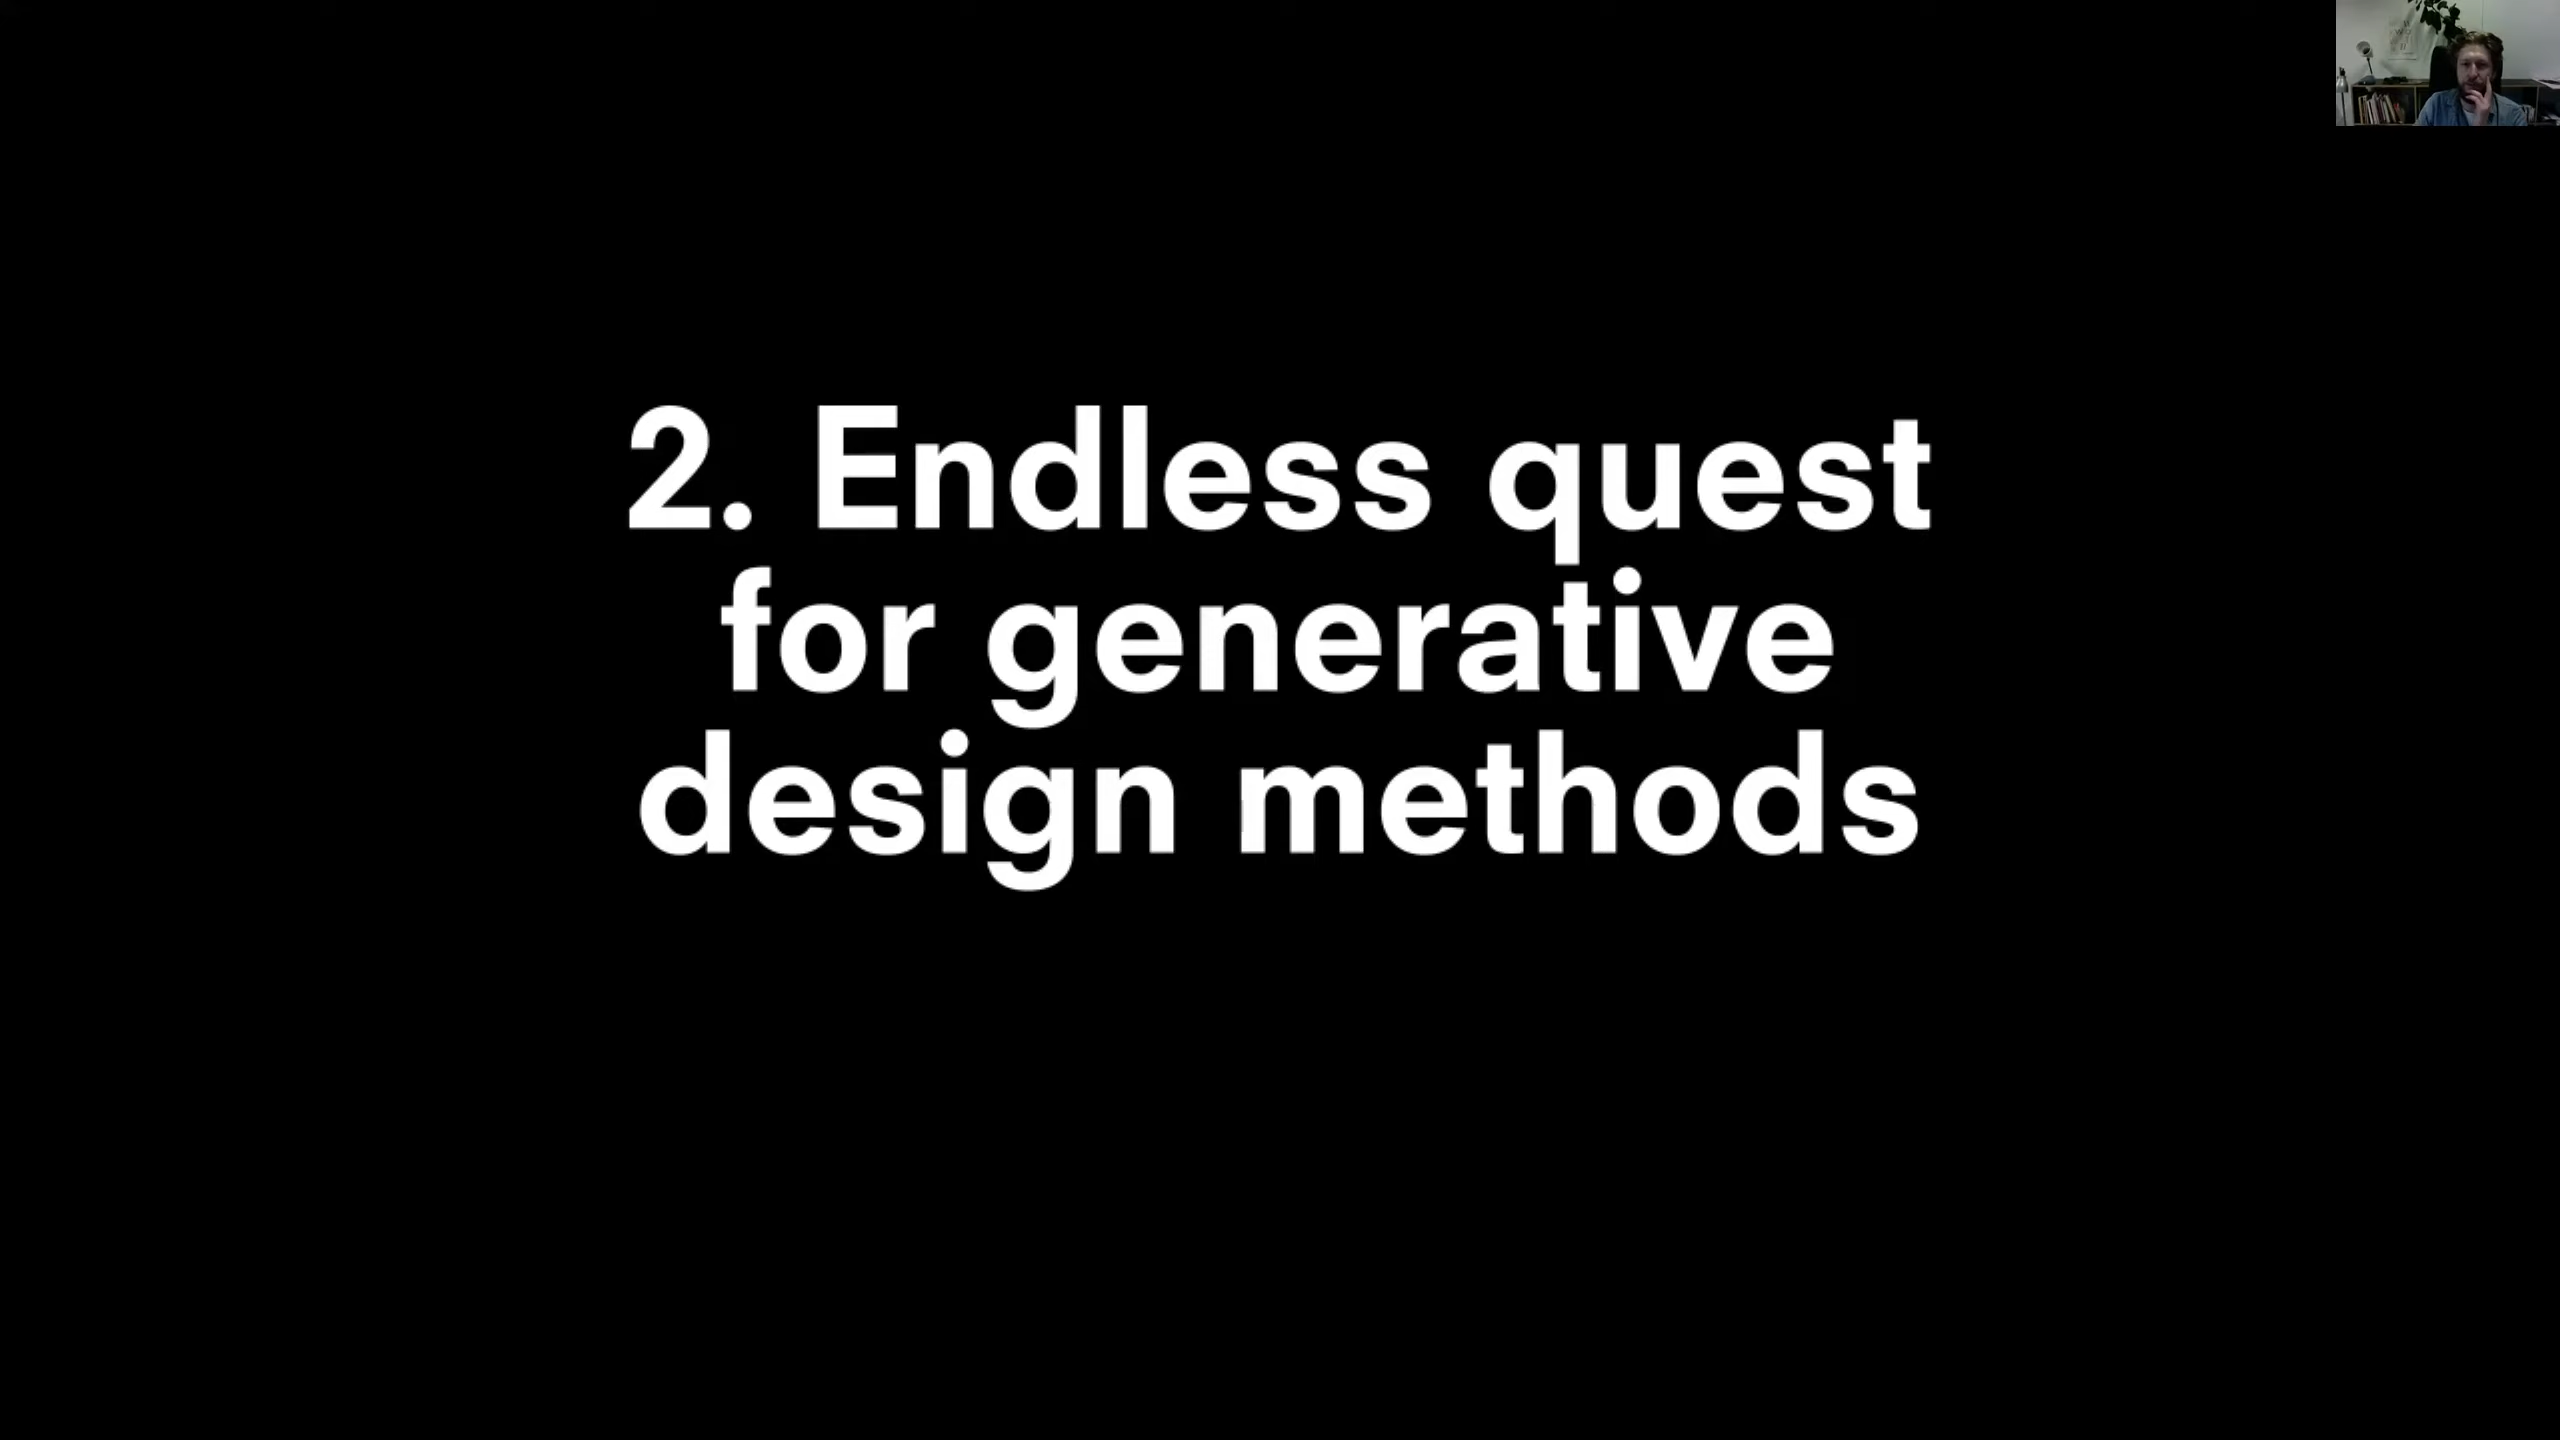 2. Endless quest
for generative
design methods